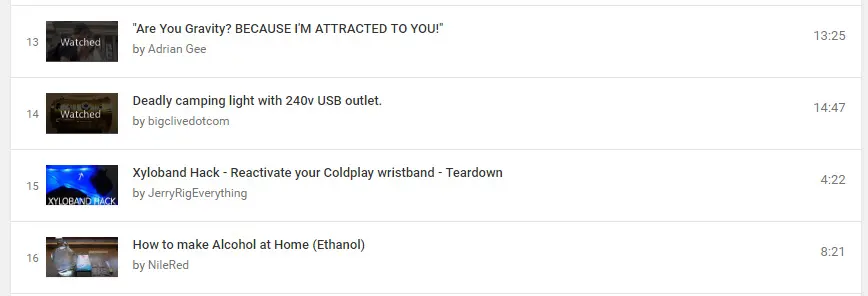 13
Watched
"Are You Gravity? BECAUSE I'M ATTRACTED TO YOU!"
by Adrian Gee
13:25
14
Watched
Deadly camping light with 240v USB outlet.
by bigclivedotcom
14:47
15
XYLOBAND HACK
Xyloband Hack - Reactivate your Coldplay wristband - Teardown
by JerryRigEverything
4:22
16
How to make Alcohol at Home (Ethanol)
by NileRed
8:21